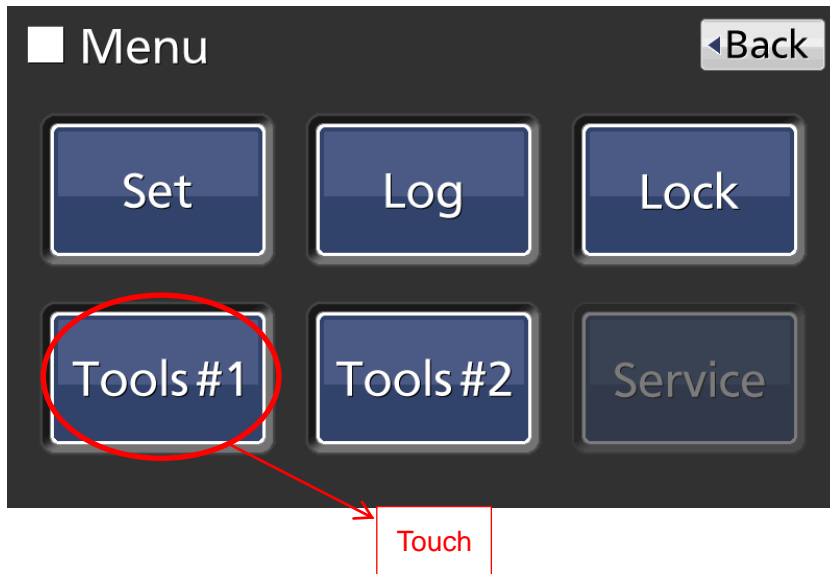 Menu
Back
Set
Log
Lock
Tools #1
Tools #2
Service
Touch